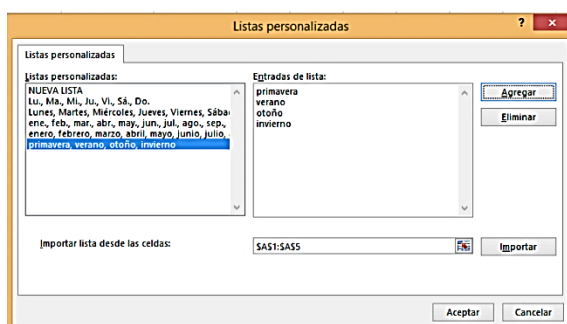 Listas personalizadas
?
Listas personalizadas
Listas personalizadas:
NUEVA LISTA
Lu., Ma., Mi., Ju., Vi., Sá., Do.
Lunes, Martes, Miércoles, Jueves, Viernes, Sába
ene., feb., mar., abr., may., jun., jul., ago., sep.,
enero, febrero, marzo, abril, mayo, junio, julio,
primavera, verano, otoño, invierno
Entradas de lista:
primavera
verano
otoño
invierno
Agregar
Eliminar
Importar lista desde las celdas:
$A$1:$A$5
Importar
Aceptar
Cancelar